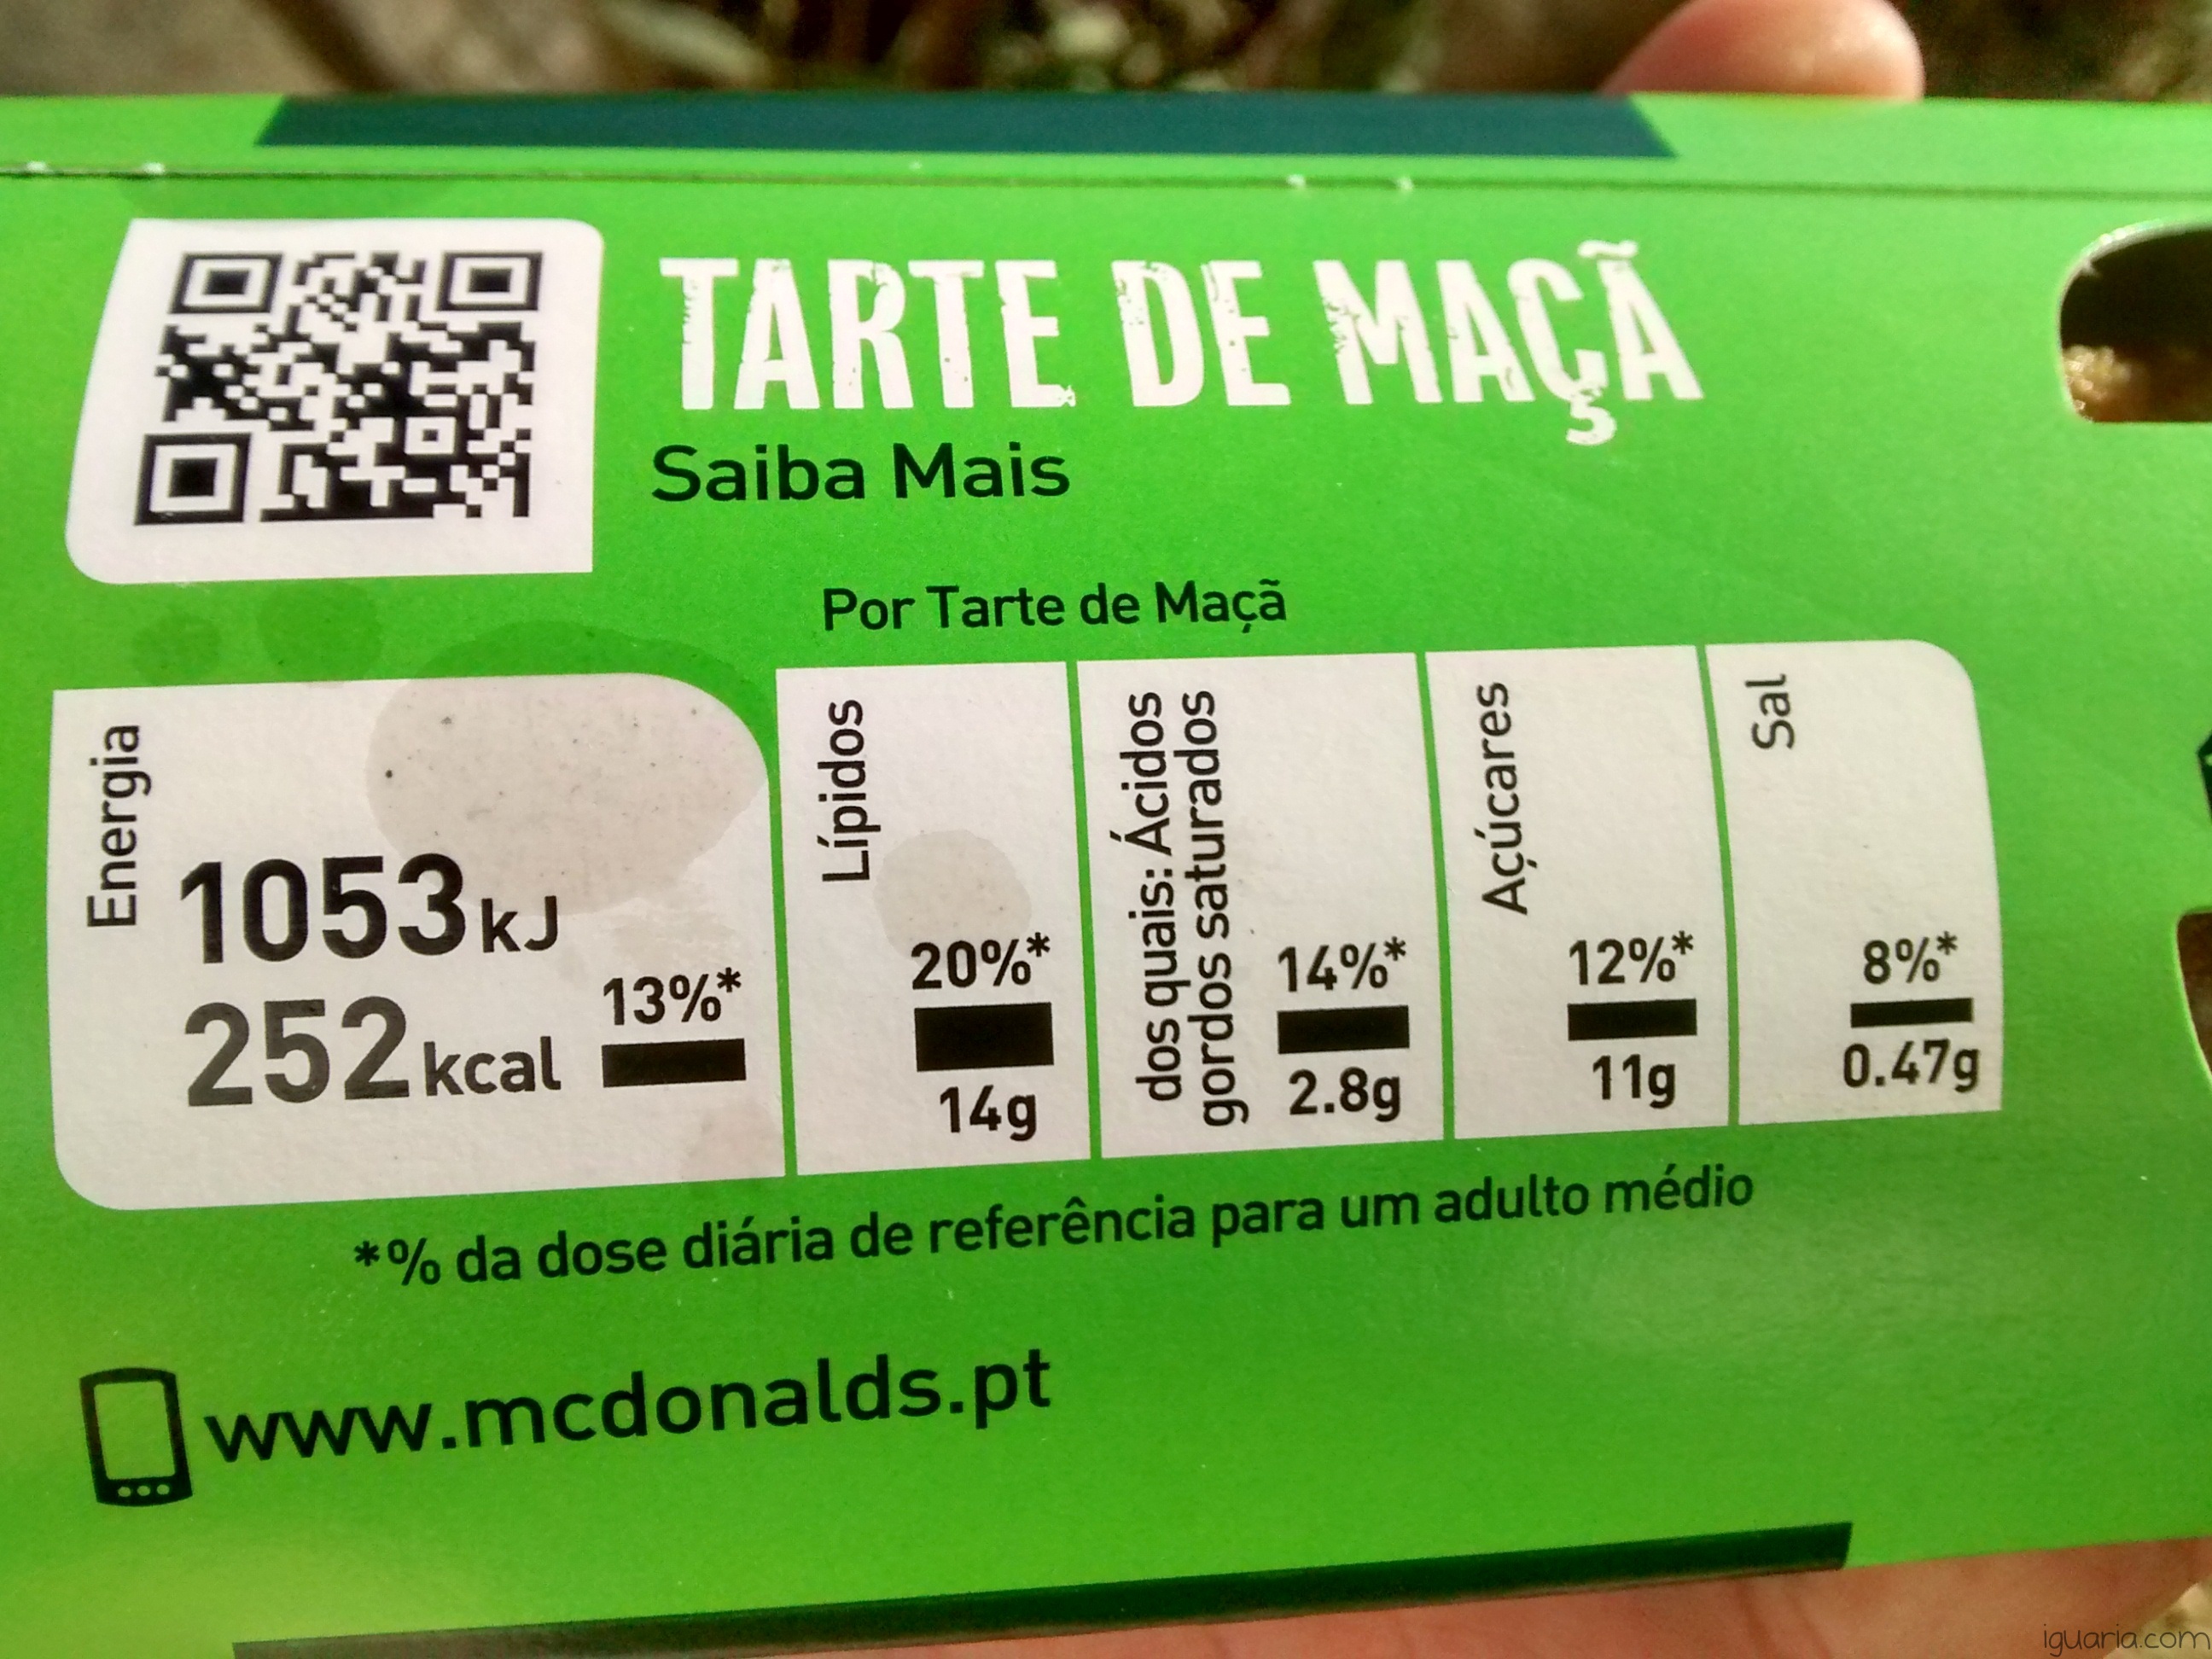 TARTE DE MAÇÃ
Saiba Mais
Por Tarte de Maçã
Energia
1053kJ
252kcal
13%*
Lípidos
20%*
14g
dos quais: Ácidos
gordos saturados
14%*
2.8g
Açúcares
12%*
11g
Sal
8%*
0.47g
*% da dose diária de referência para um adulto médio
www.mcdonalds.pt
iguaria.com